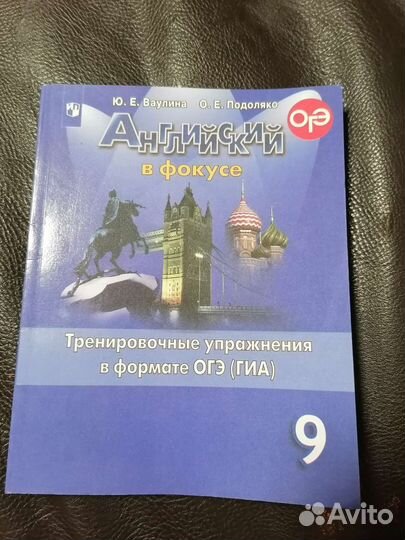 Ю. Е. Ваулина О. Е. Подоляко
ОГЭ
Английский
в фокусе
Тренировочные упражнения
в формате ОГЭ (ГИА)
9
Avito